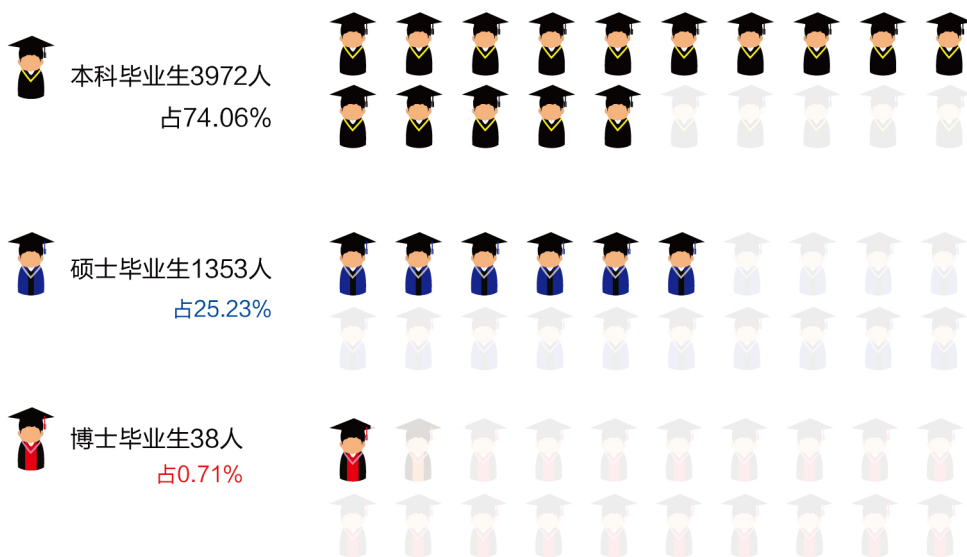 本科毕业生3972人
占74.06%
硕士毕业生1353人
占25.23%
博士毕业生38人
占0.71%